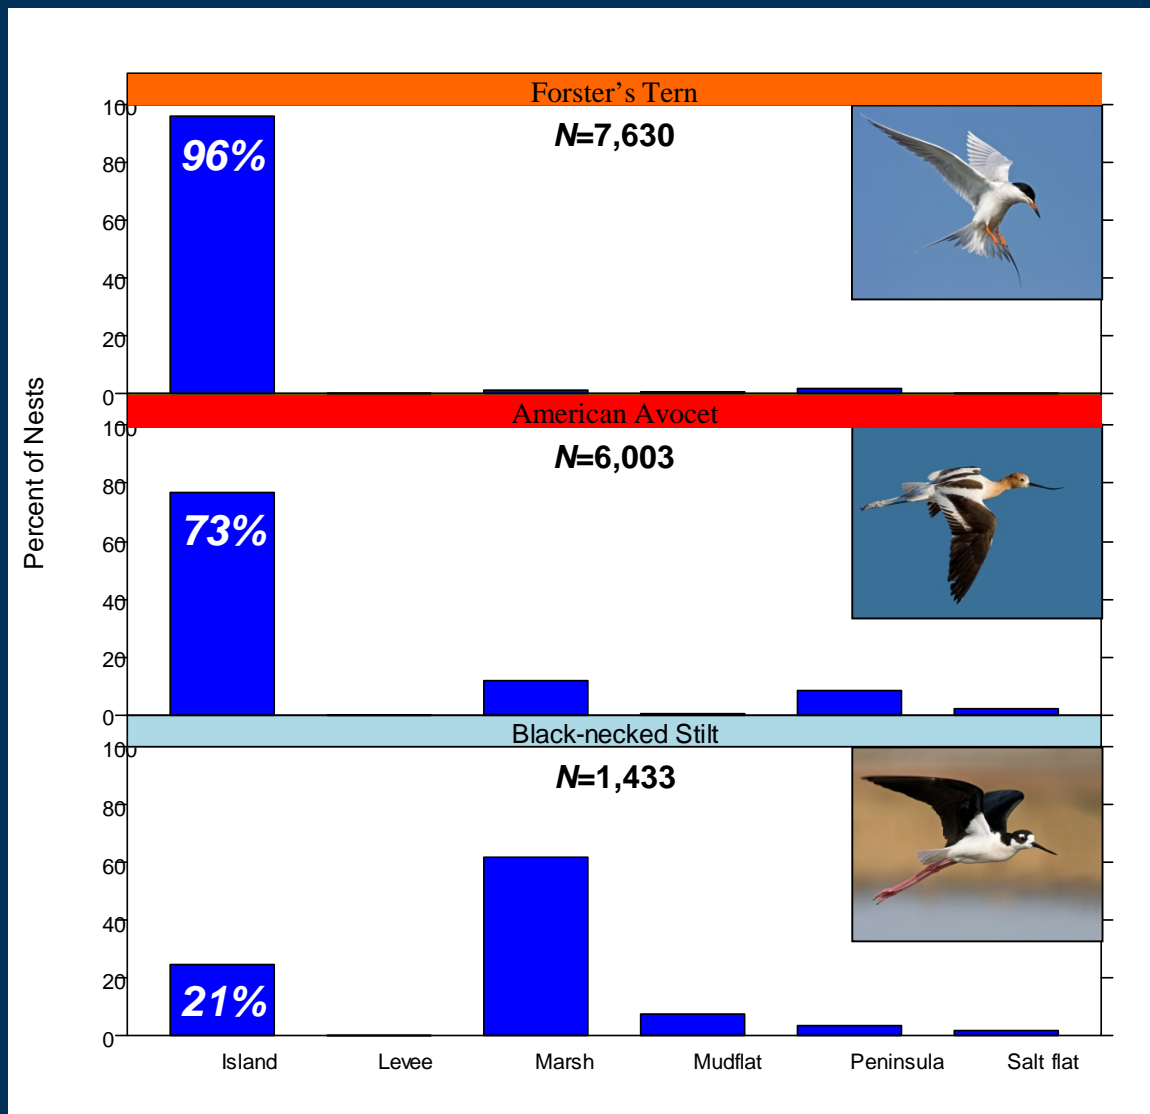 Forster's Tern
N=7,630
96%
100
80
60
40
20
0
Percent of Nests
American Avocet
N=6,003
73%
100
80
60
40
20
0
Black-necked Stilt
N=1,433
21%
100
80
60
40
20
0
Island Levee Marsh Mudflat Peninsula Salt flat